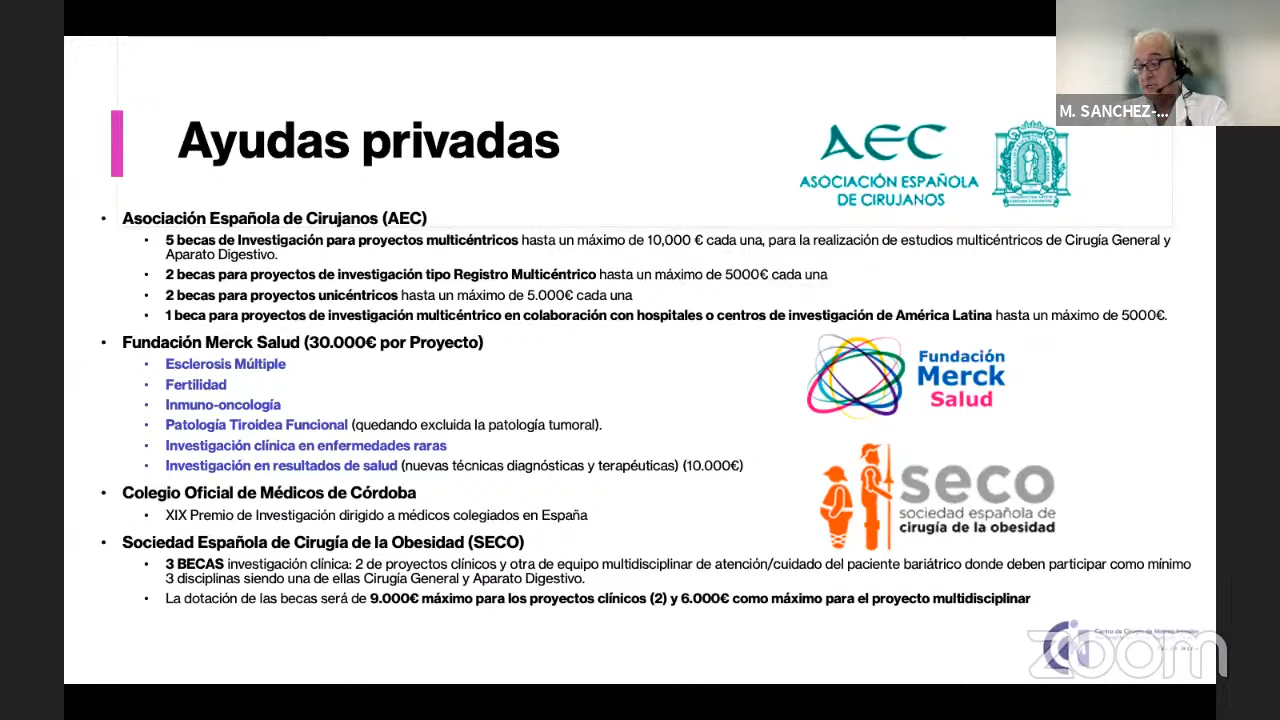 M. SANCHEZ-...
Ayudas privadas
AEC
ASOCIACIÓN ESPAÑOLA
DE CIRUJANOS
• Asociación Española de Cirujanos (AEC)
• 5 becas de Investigación para proyectos multicéntricos hasta un máximo de 10,000 € cada una, para la realización de estudios multicéntricos de Cirugía General y
Aparato Digestivo.
• 2 becas para proyectos de investigación tipo Registro Multicéntrico hasta un máximo de 5000€ cada una
• 2 becas para proyectos unicéntricos hasta un máximo de 5.000€ cada una
• 1 beca para proyectos de investigación multicéntrico en colaboración con hospitales o centros de investigación de América Latina hasta un máximo de 5000€.
• Fundación Merck Salud (30.000€ por Proyecto)
• Esclerosis Múltiple
• Fertilidad
• Inmuno-oncología
• Patología Tiroidea Funcional (quedando excluida la patología tumoral).
• Investigación clínica en enfermedades raras
• Investigación en resultados de salud (nuevas técnicas diagnósticas y terapéuticas) (10.000€)
Fundación
Merck
Salud
• Colegio Oficial de Médicos de Córdoba
• XIX Premio de Investigación dirigido a médicos colegiados en España
seco
sociedad española de
cirugía de la obesidad
• Sociedad Española de Cirugía de la Obesidad (SECO)
• 3 BECAS investigación clínica: 2 de proyectos clínicos y otra de equipo multidisciplinar de atención/cuidado del paciente bariátrico donde deben participar como mínimo
3 disciplinas siendo una de ellas Cirugía General y Aparato Digestivo.
• La dotación de las becas será de 9.000€ máximo para los proyectos clínicos (2) y 6.000€ como máximo para el proyecto multidisciplinar
zoom